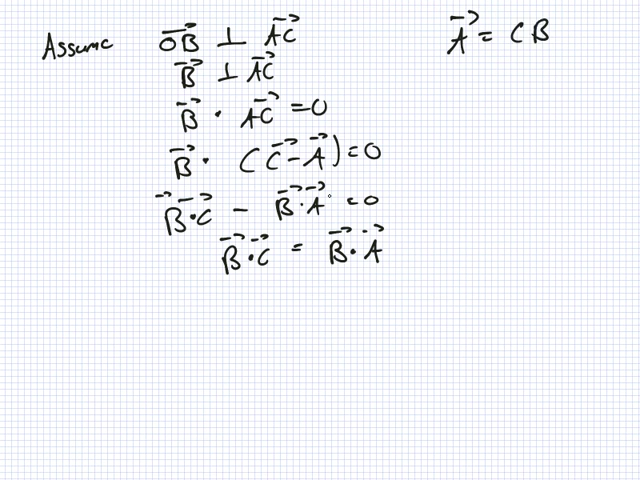 Assume OB⃗ ⊥ AC⃗
A⃗ = CB
B⃗ ⊥ AC⃗
B⃗ · AC⃗ = 0
B⃗ · (C⃗ - A⃗) = 0
B⃗ · C⃗ - B⃗ · A⃗ = 0
B⃗ · C⃗ = B⃗ · A⃗